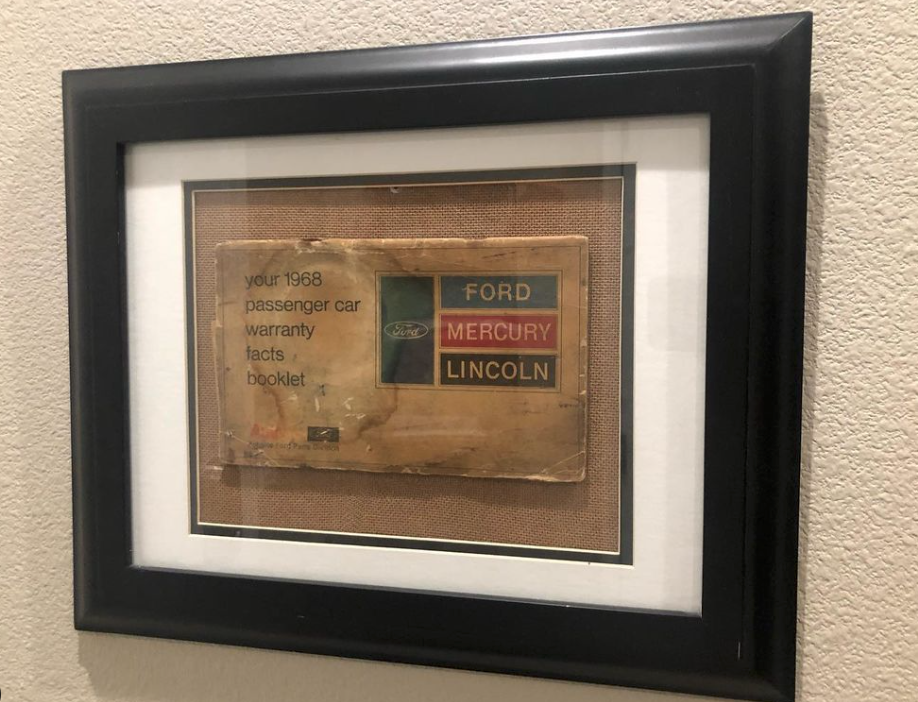 your 1968
passenger car
warranty
facts
booklet
Ford
FORD
MERCURY
LINCOLN